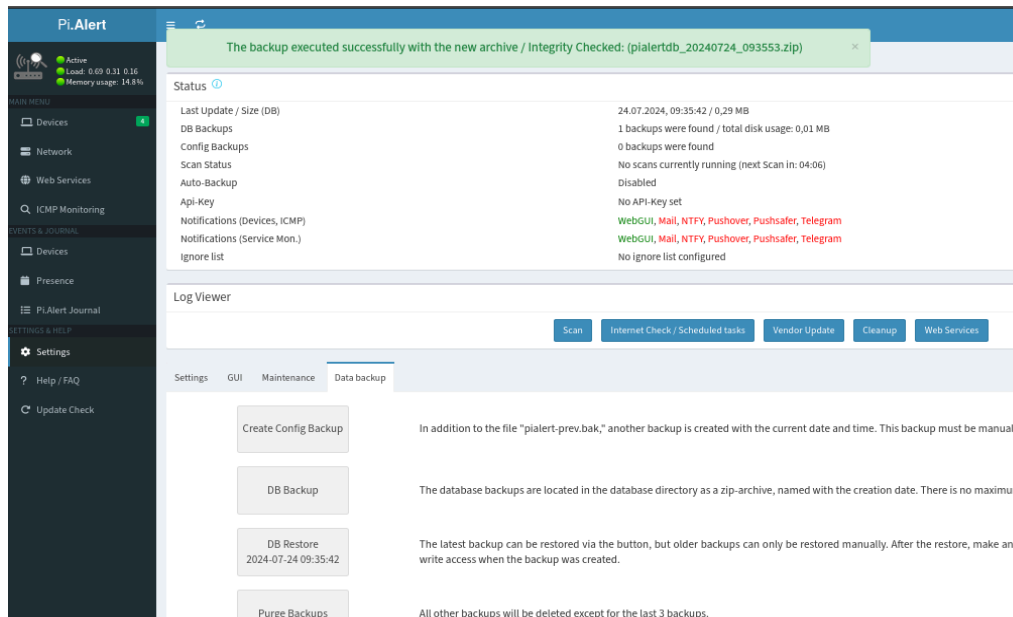 Pi.Alert
The backup executed successfully with the new archive / Integrity Checked: (pialertdb_20240724_093553.zip) ×
Active
Load: 0.69 0.31 0.16
Memory usage: 14.8%
MAIN MENU
Devices 4
Network
Web Services
ICMP Monitoring
EVENTS & JOURNAL
Devices
Presence
Pi.Alert Journal
SETTINGS & HELP
Settings
Help / FAQ
Update Check
Status
Last Update / Size (DB) 24.07.2024, 09:35:42 / 0,29 MB
DB Backups 1 backups were found / total disk usage: 0,01 MB
Config Backups 0 backups were found
Scan Status No scans currently running (next Scan in: 04:06)
Auto-Backup Disabled
Api-Key No API-Key set
Notifications (Devices, ICMP) WebGUI, Mail, NTFY, Pushover, Pushsafer, Telegram
Notifications (Service Mon.) WebGUI, Mail, NTFY, Pushover, Pushsafer, Telegram
Ignore list No ignore list configured
Log Viewer
Scan Internet Check / Scheduled tasks Vendor Update Cleanup Web Services
Settings GUI Maintenance Data backup
Create Config Backup In addition to the file "pialert-prev.bak," another backup is created with the current date and time. This backup must be manual
DB Backup The database backups are located in the database directory as a zip-archive, named with the creation date. There is no maximu
DB Restore
2024-07-24 09:35:42
The latest backup can be restored via the button, but older backups can only be restored manually. After the restore, make an
write access when the backup was created.
Purge Backups All other backups will be deleted except for the last 3 backups.